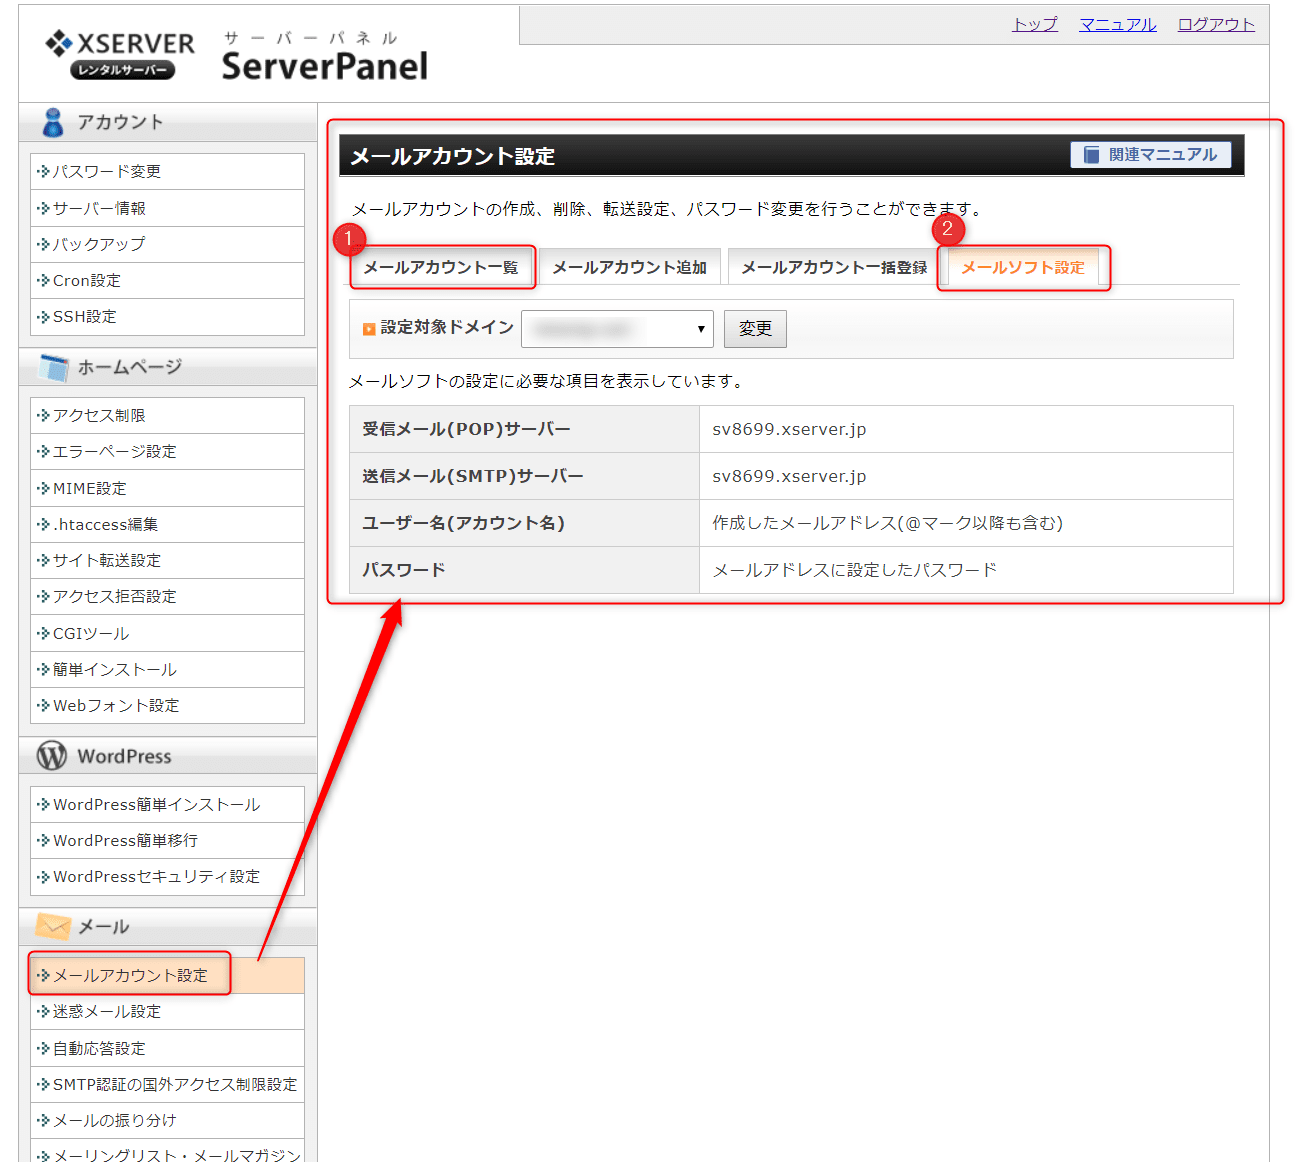 トップ マニュアル ログアウト
XSERVER
レンタルサーバー
サーバーパネル
ServerPanel
アカウント
パスワード変更
サーバー情報
バックアップ
Cron設定
SSH設定
ホームページ
アクセス制限
エラーページ設定
MIME設定
.htaccess編集
サイト転送設定
アクセス拒否設定
CGIツール
簡単インストール
Webフォント設定
WordPress
WordPress簡単インストール
WordPress簡単移行
WordPressセキュリティ設定
メール
メールアカウント設定
迷惑メール設定
自動応答設定
SMTP認証の国外アクセス制限設定
メールの振り分け
メーリングリスト・メールマガジン
メールアカウント設定
関連マニュアル
メールアカウントの作成、削除、転送設定、パスワード変更を行うことができます。
1 2
メールアカウント一覧 メールアカウント追加 メールアカウント一括登録 メールソフト設定
設定対象ドメイン 変更
メールソフトの設定に必要な項目を表示しています。
受信メール(POP)サーバー sv8699.xserver.jp
送信メール(SMTP)サーバー sv8699.xserver.jp
ユーザー名(アカウント名) 作成したメールアドレス(@マーク以降も含む)
パスワード メールアドレスに設定したパスワード